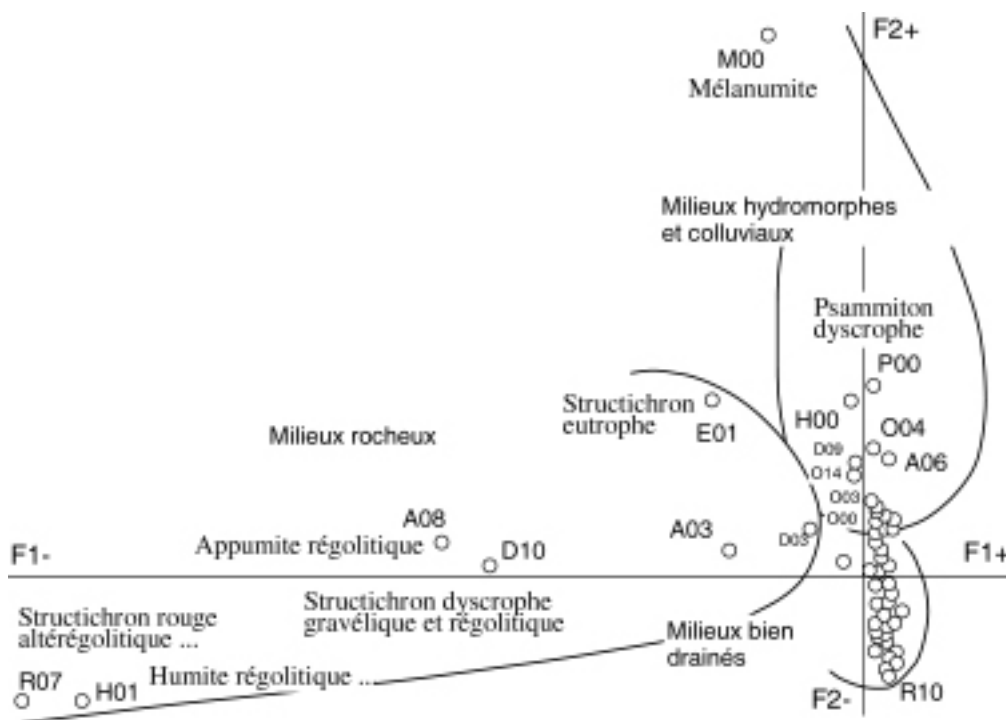 F2+
M00
Mélanumite
Milieux hydromorphes
et colluviaux
Psammiton
dyscrophe
P00
Structichron
eutrophe
E01
H00
O04
Milieux rocheux
D09
A06
O14
O03
A08
A03
O00
D03
Appumite régolitique
D10
F1-
F1+
Structichron dyscrophe
gravélique et régolitique
Structichron rouge
altérégolitique ...
Milieux bien
drainés
Humite régolitique ...
R07
H01
F2-
R10